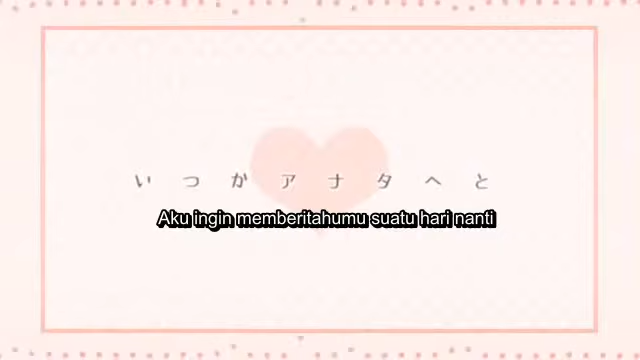 いつかアナタへと
Aku ingin memberitahumu suatu hari nanti